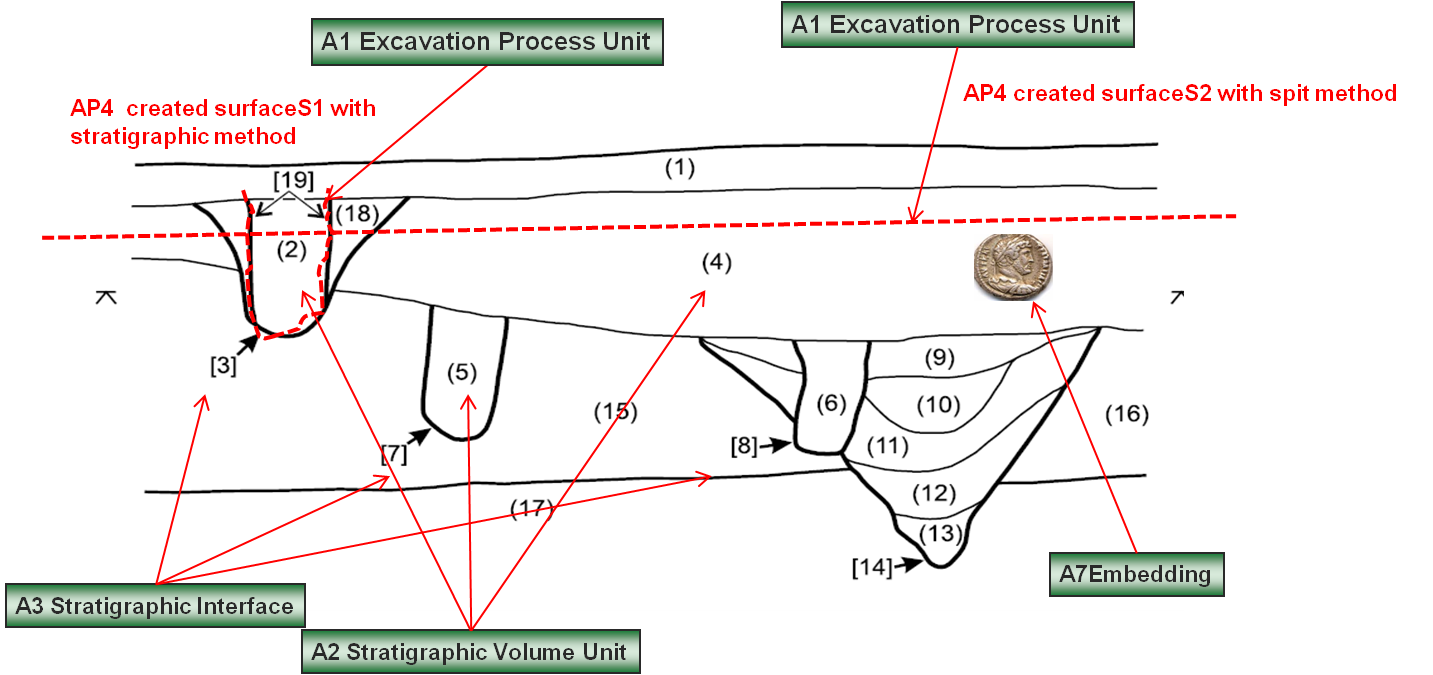 A1 Excavation Process Unit
A1 Excavation Process Unit
AP4 created surfaceS1 with
stratigraphic method
AP4 created surfaceS2 with spit method
(1)
[19]
(18)
(2)
(4)
[3]
(5)
(9)
(10)
(6)
(15)
(16)
[7]
[8]
(11)
(12)
(17)
(13)
[14]
A7Embedding
A3 Stratigraphic Interface
A2 Stratigraphic Volume Unit